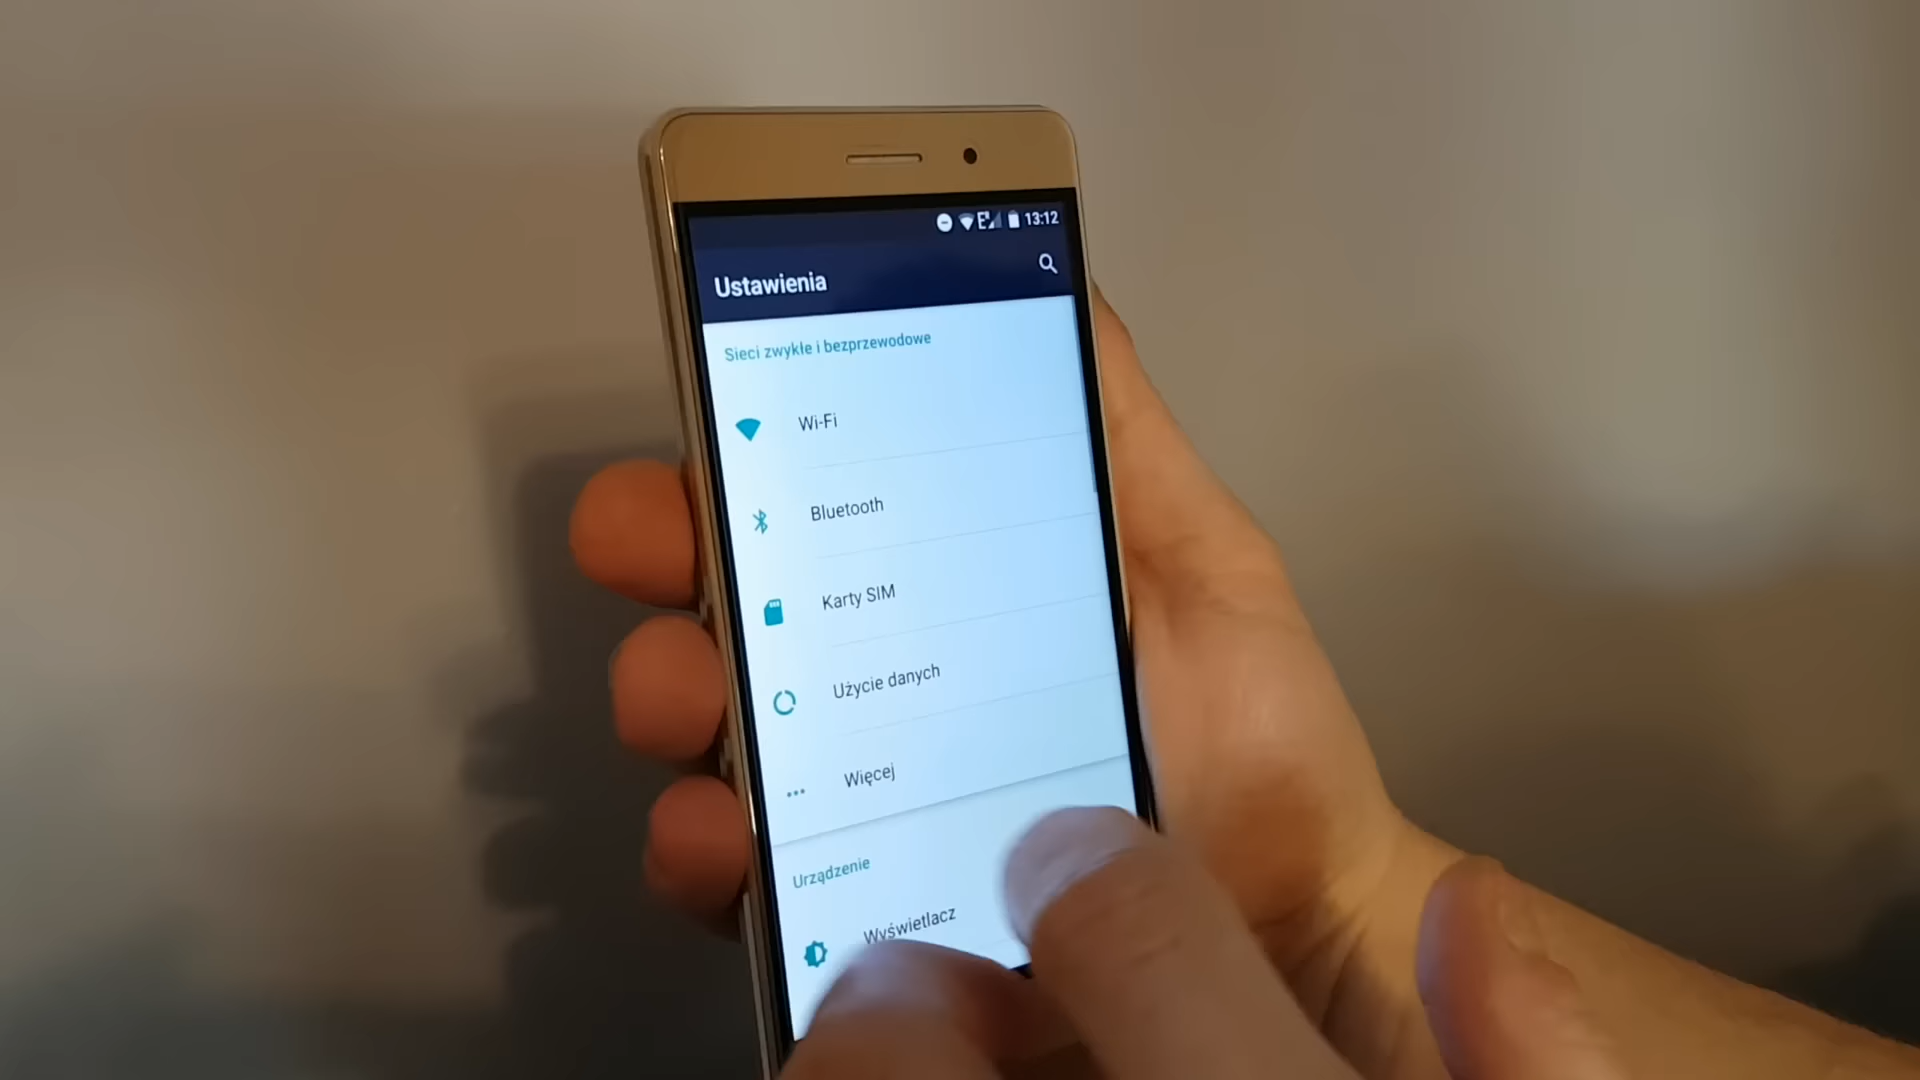 13:12
Ustawienia
Sieci zwykłe i bezprzewodowe
Wi-Fi
Bluetooth
Karty SIM
Użycie danych
Więcej
Urządzenie
Wyświetlacz